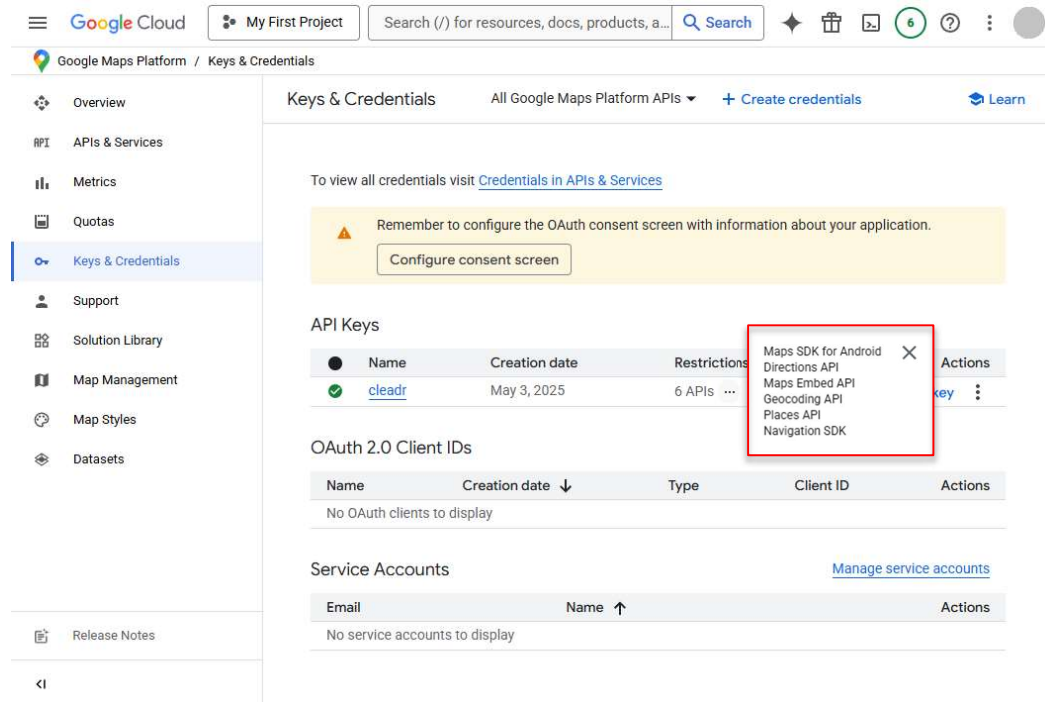 Google Cloud My First Project Search (/) for resources, docs, products, a... Search 6
Google Maps Platform / Keys & Credentials
Overview
API APIs & Services
Metrics
Quotas
Keys & Credentials
Support
Solution Library
Map Management
Map Styles
Datasets
Release Notes
Keys & Credentials All Google Maps Platform APIs + Create credentials Learn
To view all credentials visit Credentials in APIs & Services
Remember to configure the OAuth consent screen with information about your application.
Configure consent screen
API Keys
Name Creation date Restrictions Actions
cleadr May 3, 2025 6 APIs ... key
Maps SDK for Android
Directions API
Maps Embed API
Geocoding API
Places API
Navigation SDK
OAuth 2.0 Client IDs
Name Creation date Type Client ID Actions
No OAuth clients to display
Service Accounts Manage service accounts
Email Name Actions
No service accounts to display